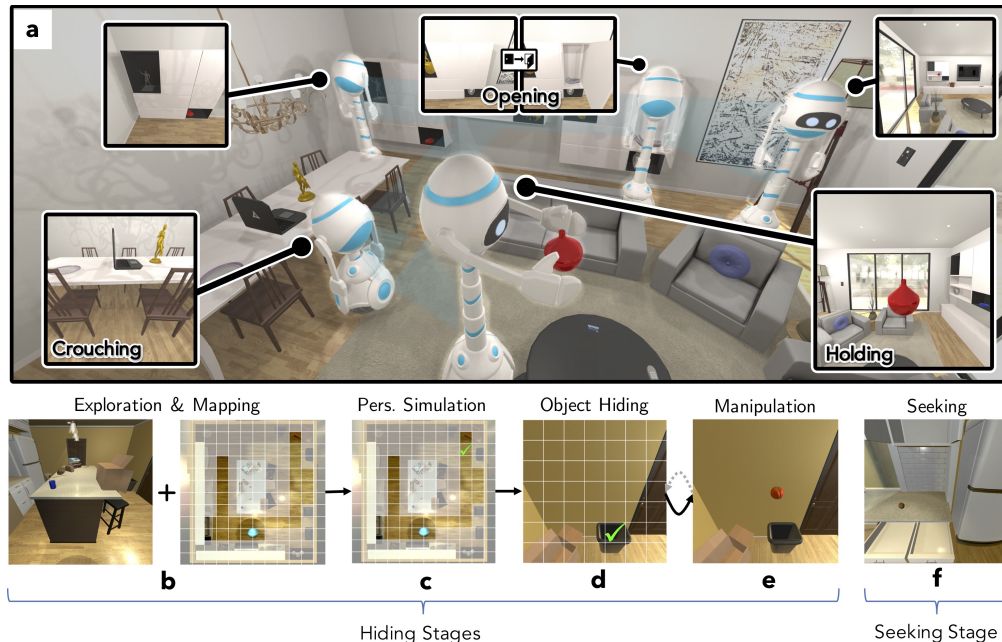 a
Opening
Crouching
Holding
Exploration & Mapping
Pers. Simulation
Object Hiding
Manipulation
Seeking
+
b
c
d
e
f
Hiding Stages
Seeking Stage